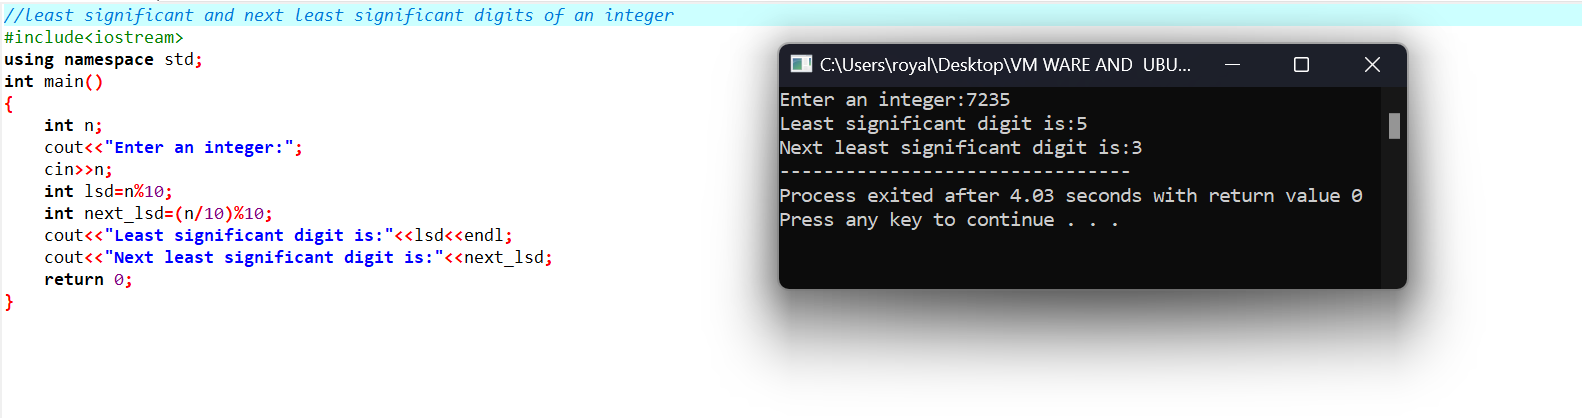 //least significant and next least significant digits of an integer
#include<iostream>
using namespace std;
int main()
{
    int n;
    cout<<"Enter an integer:";
    cin>>n;
    int lsd=n%10;
    int next_lsd=(n/10)%10;
    cout<<"Least significant digit is:"<<lsd<<endl;
    cout<<"Next least significant digit is:"<<next_lsd;
    return 0;
}
C:\Users\royal\Desktop\VM WARE AND  UBU...
Enter an integer:7235
Least significant digit is:5
Next least significant digit is:3
--------------------------------
Process exited after 4.03 seconds with return value 0
Press any key to continue . . .